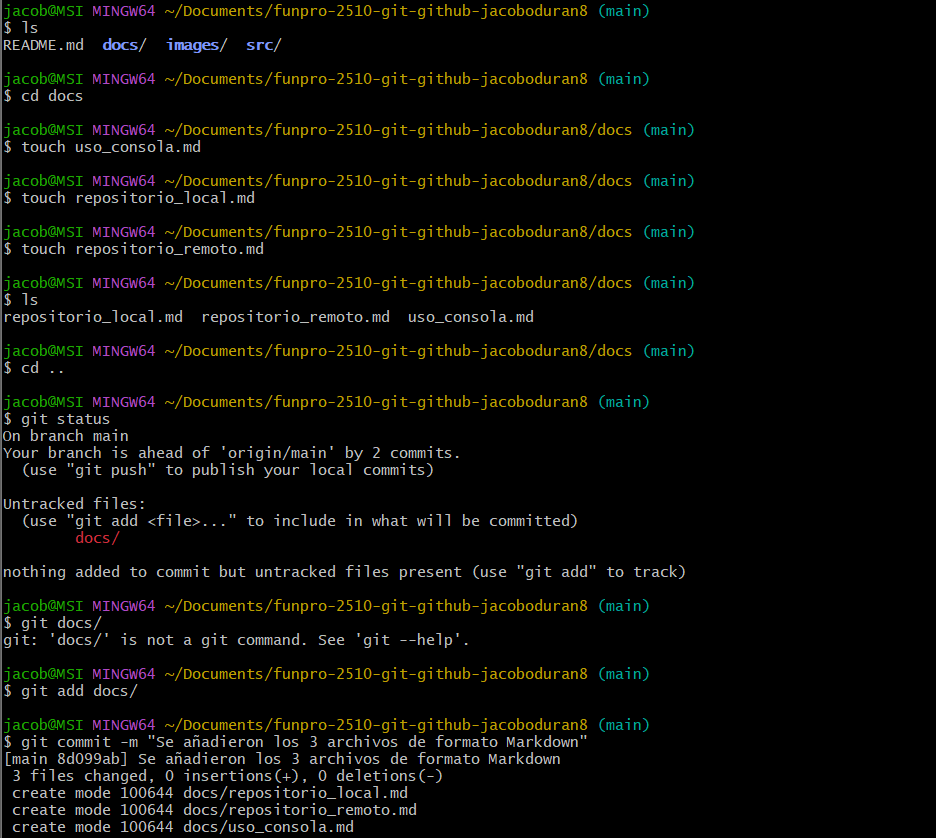 jacob@MSI MINGW64 ~/Documents/funpro-2510-git-github-jacoboduran8 (main)
$ ls
README.md  docs/  images/  src/
jacob@MSI MINGW64 ~/Documents/funpro-2510-git-github-jacoboduran8 (main)
$ cd docs
jacob@MSI MINGW64 ~/Documents/funpro-2510-git-github-jacoboduran8/docs (main)
$ touch uso_consola.md
jacob@MSI MINGW64 ~/Documents/funpro-2510-git-github-jacoboduran8/docs (main)
$ touch repositorio_local.md
jacob@MSI MINGW64 ~/Documents/funpro-2510-git-github-jacoboduran8/docs (main)
$ touch repositorio_remoto.md
jacob@MSI MINGW64 ~/Documents/funpro-2510-git-github-jacoboduran8/docs (main)
$ ls
repositorio_local.md  repositorio_remoto.md  uso_consola.md
jacob@MSI MINGW64 ~/Documents/funpro-2510-git-github-jacoboduran8/docs (main)
$ cd ..
jacob@MSI MINGW64 ~/Documents/funpro-2510-git-github-jacoboduran8 (main)
$ git status
On branch main
Your branch is ahead of 'origin/main' by 2 commits.
  (use "git push" to publish your local commits)
Untracked files:
  (use "git add <file>..." to include in what will be committed)
        docs/
nothing added to commit but untracked files present (use "git add" to track)
jacob@MSI MINGW64 ~/Documents/funpro-2510-git-github-jacoboduran8 (main)
$ git docs/
git: 'docs/' is not a git command. See 'git --help'.
jacob@MSI MINGW64 ~/Documents/funpro-2510-git-github-jacoboduran8 (main)
$ git add docs/
jacob@MSI MINGW64 ~/Documents/funpro-2510-git-github-jacoboduran8 (main)
$ git commit -m "Se añadieron los 3 archivos de formato Markdown"
[main 8d099ab] Se añadieron los 3 archivos de formato Markdown
 3 files changed, 0 insertions(+), 0 deletions(-)
 create mode 100644 docs/repositorio_local.md
 create mode 100644 docs/repositorio_remoto.md
 create mode 100644 docs/uso_consola.md